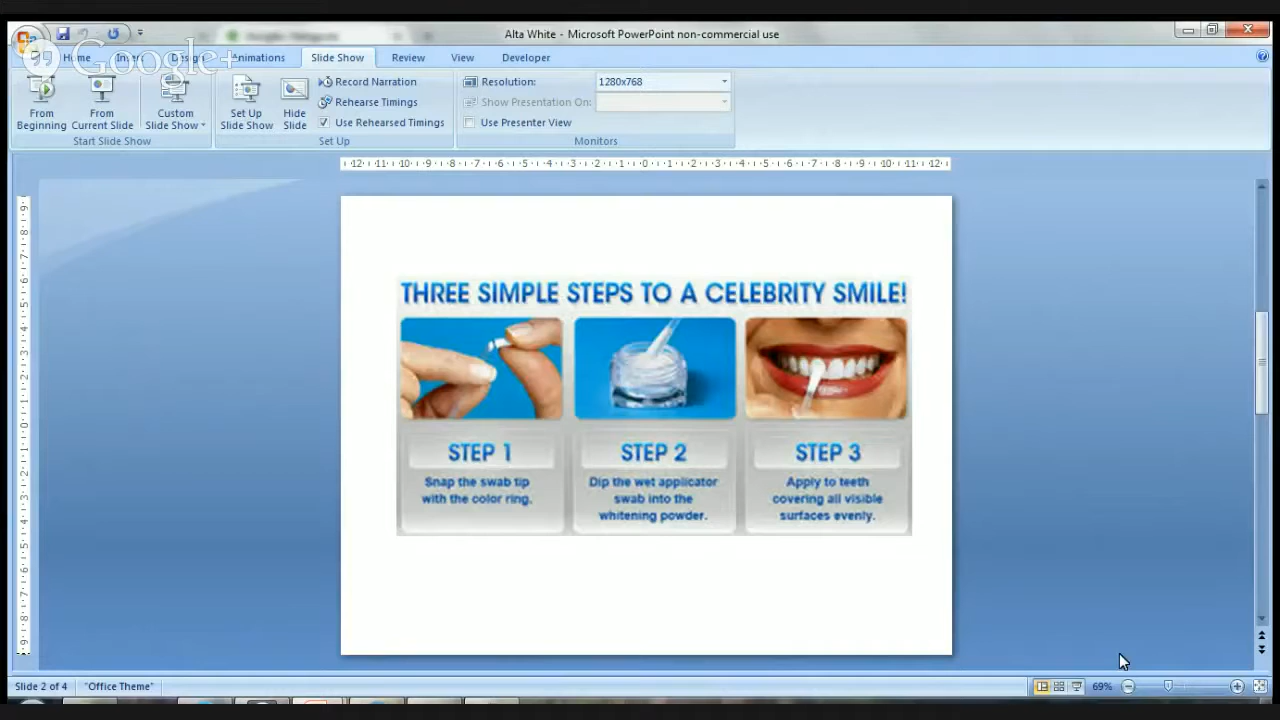 Alta White - Microsoft PowerPoint non-commercial use
Google+
Home
Design
Animations
Slide Show
Review
View
Developer
From Beginning
From Current Slide
Custom Slide Show
Start Slide Show
Set Up Slide Show
Hide Slide
Record Narration
Rehearse Timings
Use Rehearsed Timings
Set Up
Resolution: 1280x768
Show Presentation On:
Use Presenter View
Monitors
THREE SIMPLE STEPS TO A CELEBRITY SMILE!
STEP 1
Snap the swab tip
with the color ring.
STEP 2
Dip the wet applicator
swab into the
whitening powder.
STEP 3
Apply to teeth
covering all visible
surfaces evenly.
Slide 2 of 4
"Office Theme"
69%